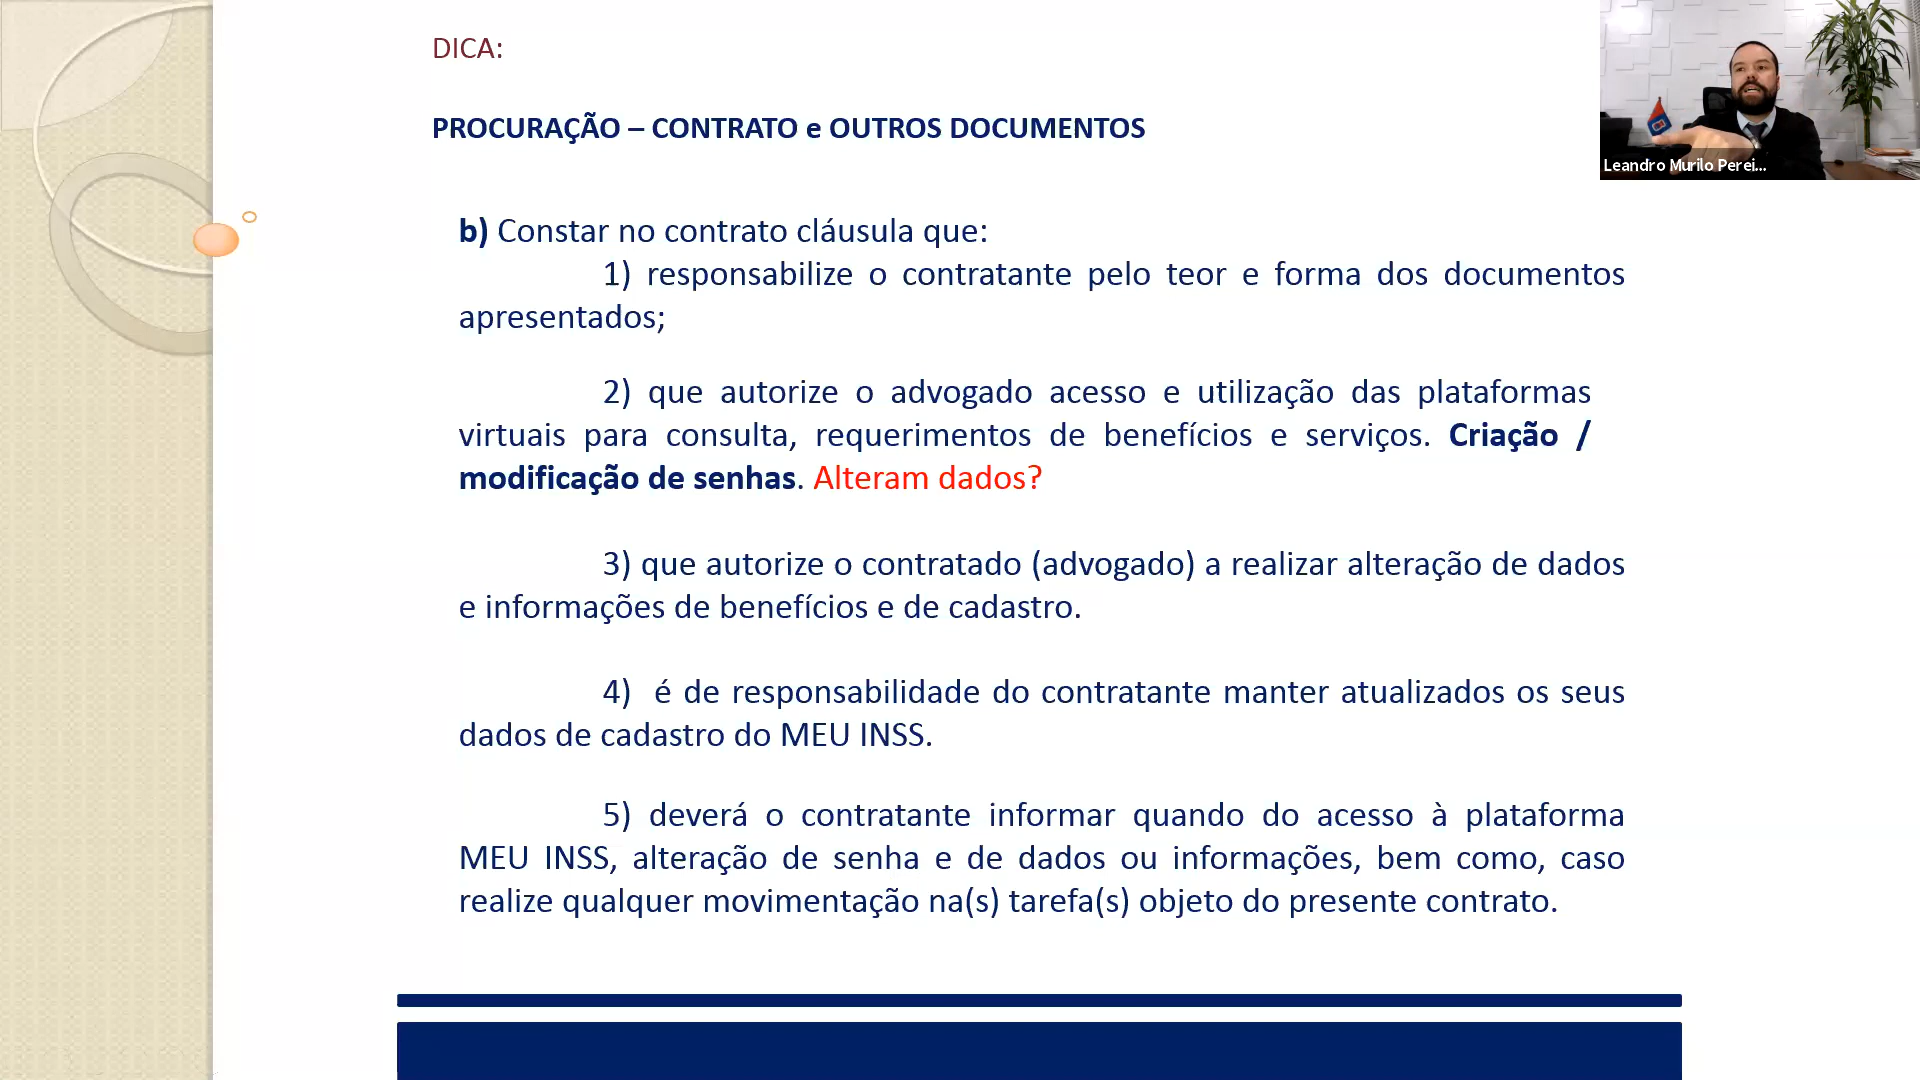 DICA:
PROCURAÇÃO – CONTRATO e OUTROS DOCUMENTOS
Leandro Murilo Perei...
b) Constar no contrato cláusula que:
1) responsabilize o contratante pelo teor e forma dos documentos
apresentados;
2) que autorize o advogado acesso e utilização das plataformas
virtuais para consulta, requerimentos de benefícios e serviços. Criação /
modificação de senhas. Alteram dados?
3) que autorize o contratado (advogado) a realizar alteração de dados
e informações de benefícios e de cadastro.
4) é de responsabilidade do contratante manter atualizados os seus
dados de cadastro do MEU INSS.
5) deverá o contratante informar quando do acesso à plataforma
MEU INSS, alteração de senha e de dados ou informações, bem como, caso
realize qualquer movimentação na(s) tarefa(s) objeto do presente contrato.